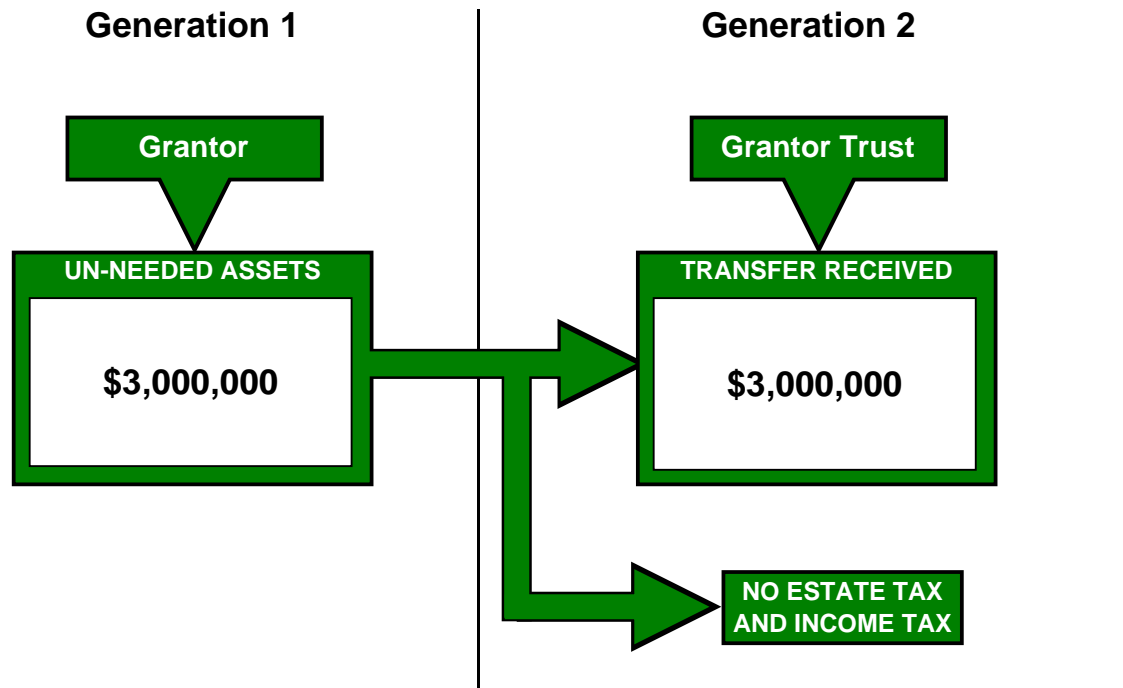 Generation 1
Generation 2
Grantor
Grantor Trust
UN-NEEDED ASSETS
TRANSFER RECEIVED
$3,000,000
$3,000,000
NO ESTATE TAX
AND INCOME TAX